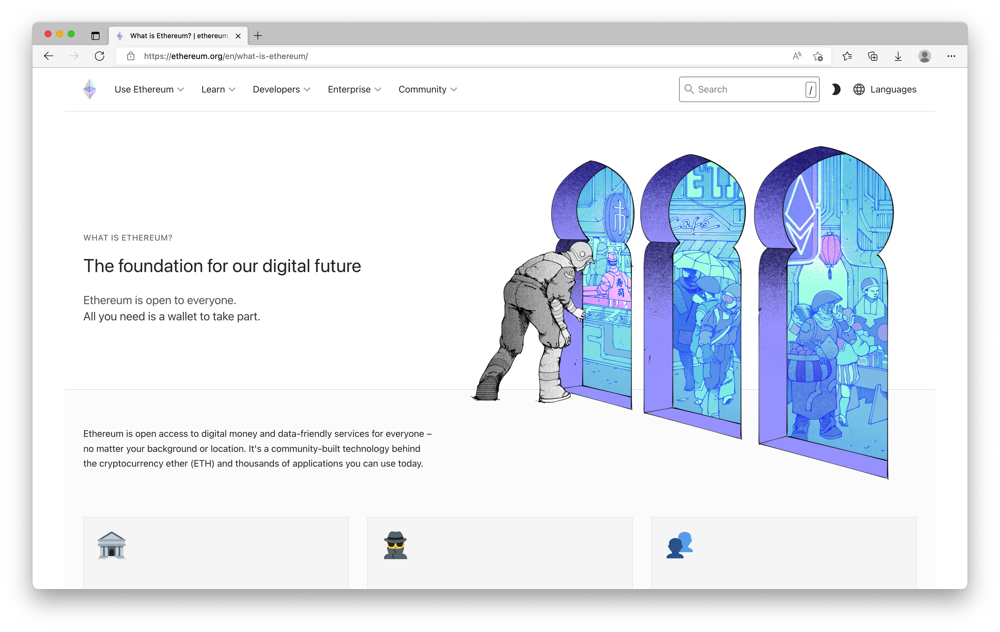 What is Ethereum? | ethereum.
https://ethereum.org/en/what-is-ethereum/
Use Ethereum
Learn
Developers
Enterprise
Community
Search
/
Languages
ETH
Café
寿司
WHAT IS ETHEREUM?
The foundation for our digital future
Ethereum is open to everyone.
All you need is a wallet to take part.
Ethereum is open access to digital money and data-friendly services for everyone –
no matter your background or location. It's a community-built technology behind
the cryptocurrency ether (ETH) and thousands of applications you can use today.